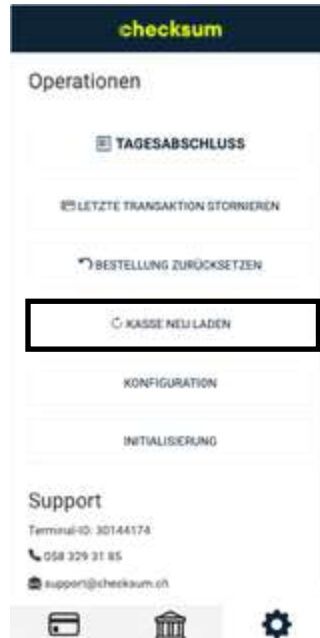 checksum
Operationen
TAGESABSCHLUSS
LETZTE TRANSAKTION STORNIEREN
BESTELLUNG ZURÜCKSETZEN
KASSE NEU LADEN
KONFIGURATION
INITIALISIERUNG
Support
Terminal-ID: 30144174
058 329 31 85
support@checksum.ch